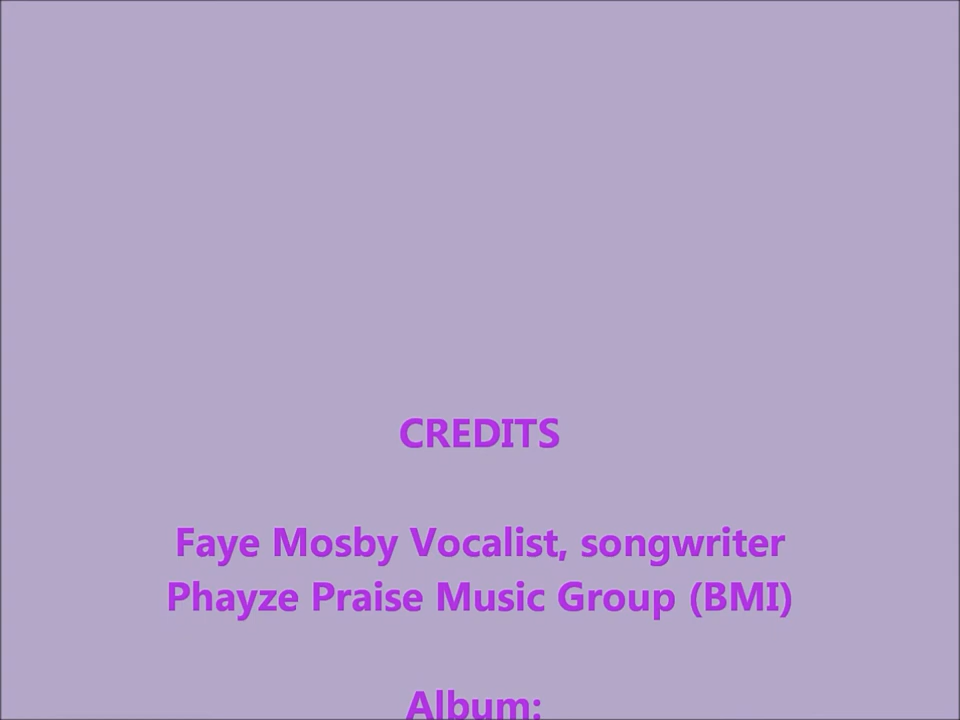 CREDITS
Faye Mosby Vocalist, songwriter
Phayze Praise Music Group (BMI)
Album: